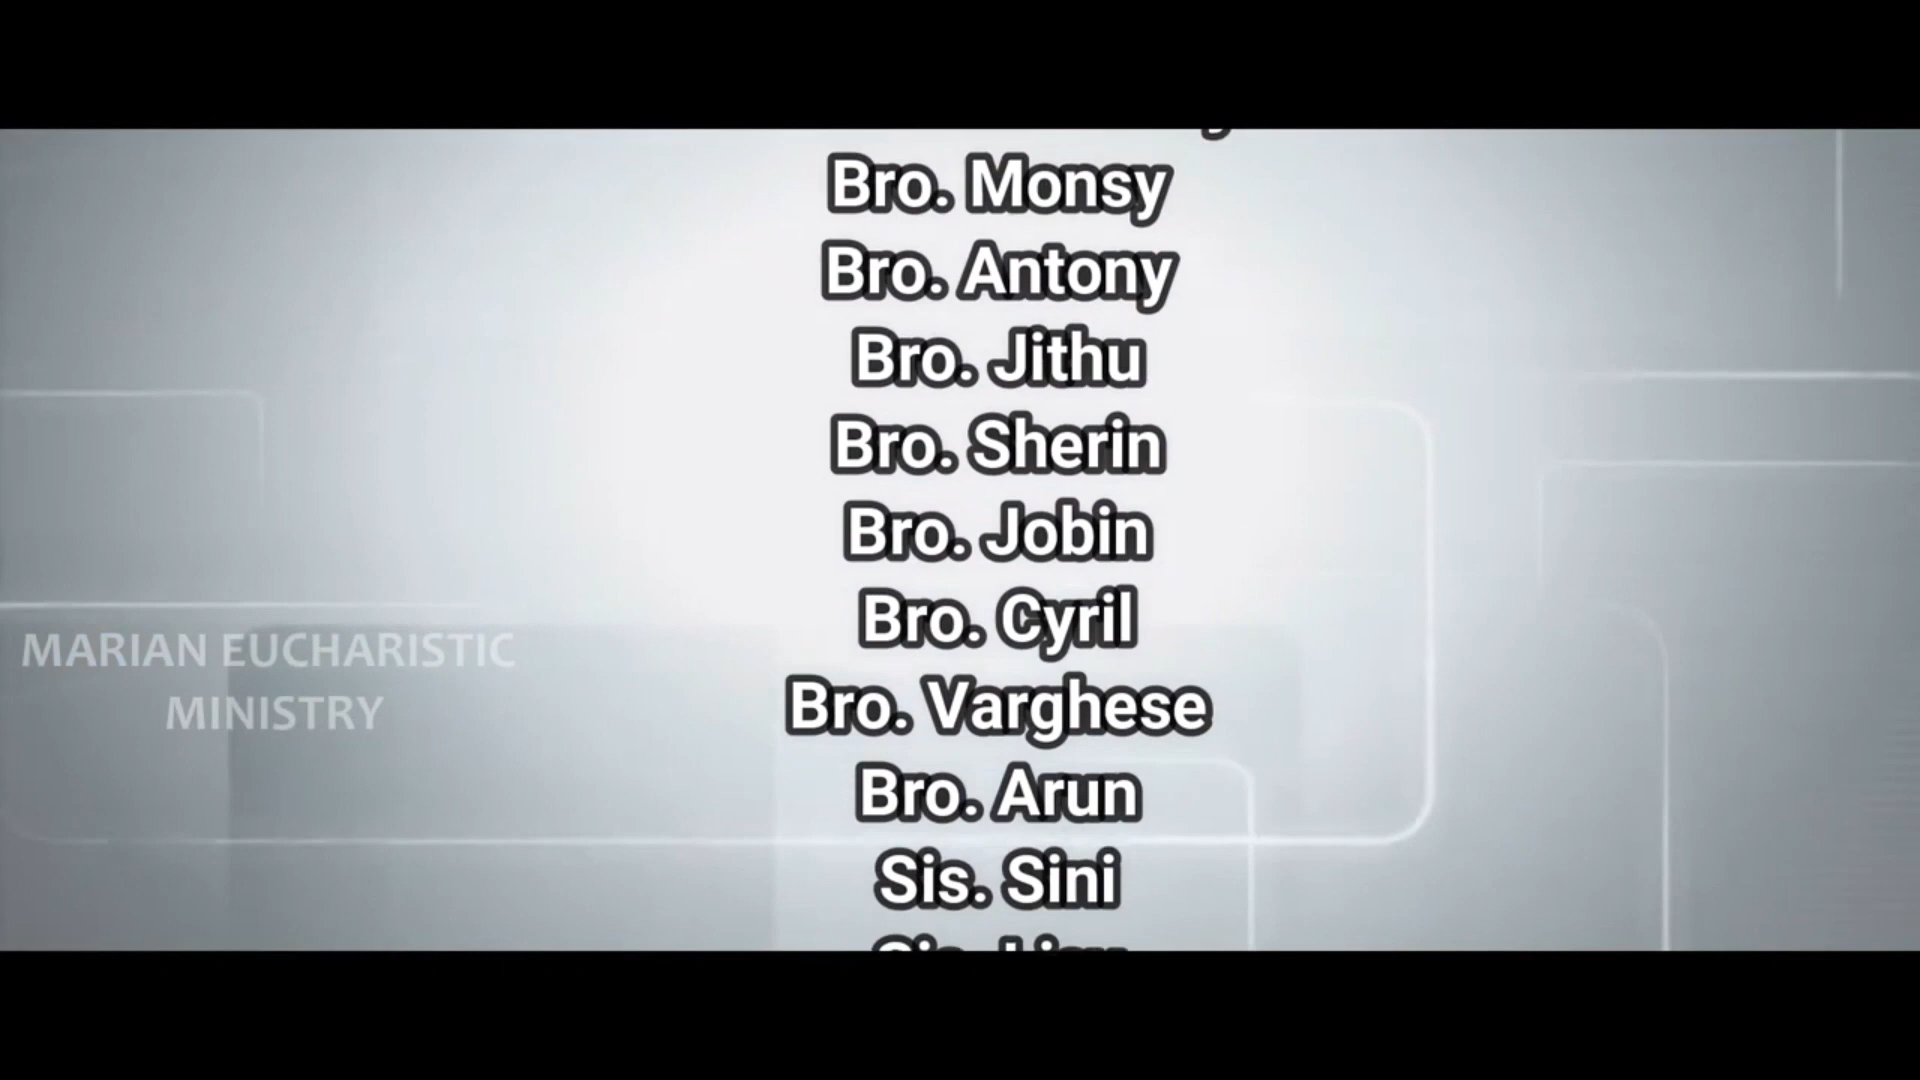 Bro. Monsy
Bro. Antony
Bro. Jithu
Bro. Sherin
Bro. Jobin
Bro. Cyril
MARIAN EUCHARISTIC
MINISTRY
Bro. Varghese
Bro. Arun
Sis. Sini